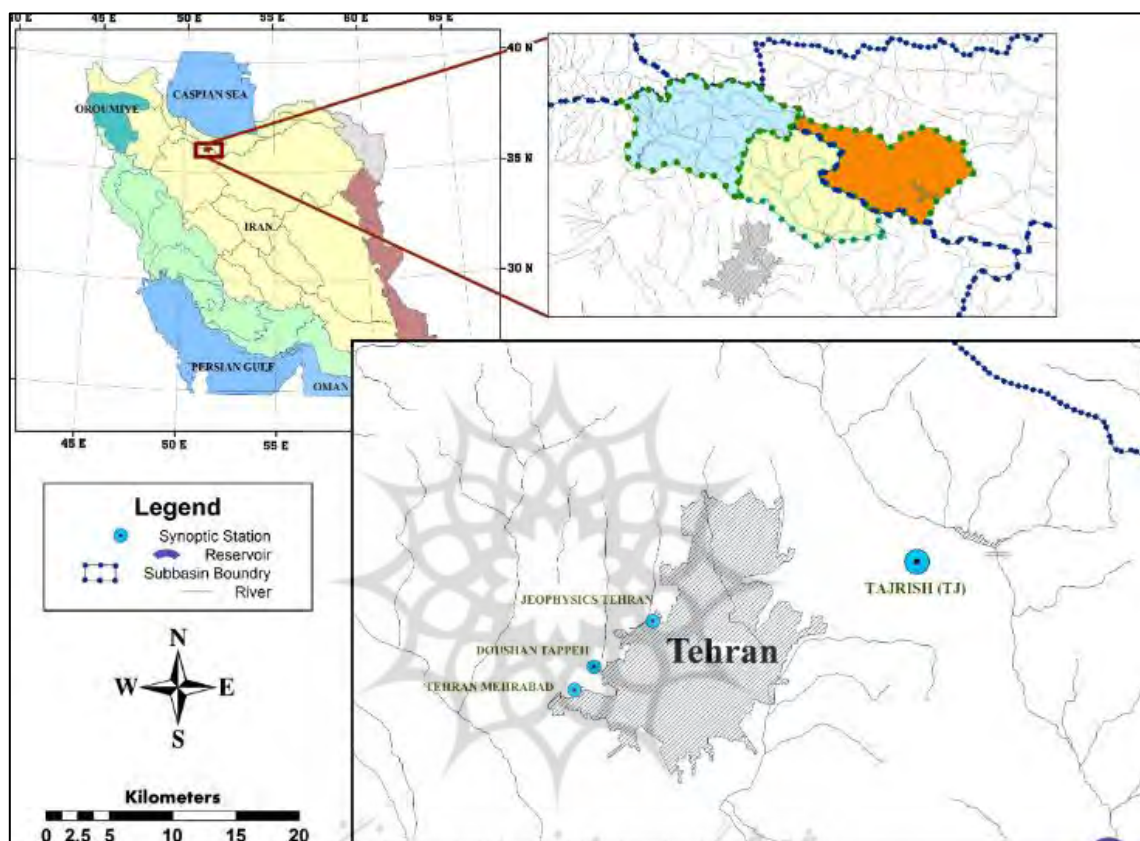 50 E
55 E
60 E
65 E
40 N
CASPIAN SEA
OROUMIYE
35 N
IRAN
30 N
PERSIAN GULF
OMAN
45 E
50 E
55 E
Legend
Synoptic Station
Reservoir
Subbasin Boundry
River
JEOPHYSICS TEHRAN
TAJRISH (TJ)
DOUSHAN TAPPEH
Tehran
TEHRAN MEHRABAD
N
W
E
S
Kilometers
0 2.5 5 10 15 20